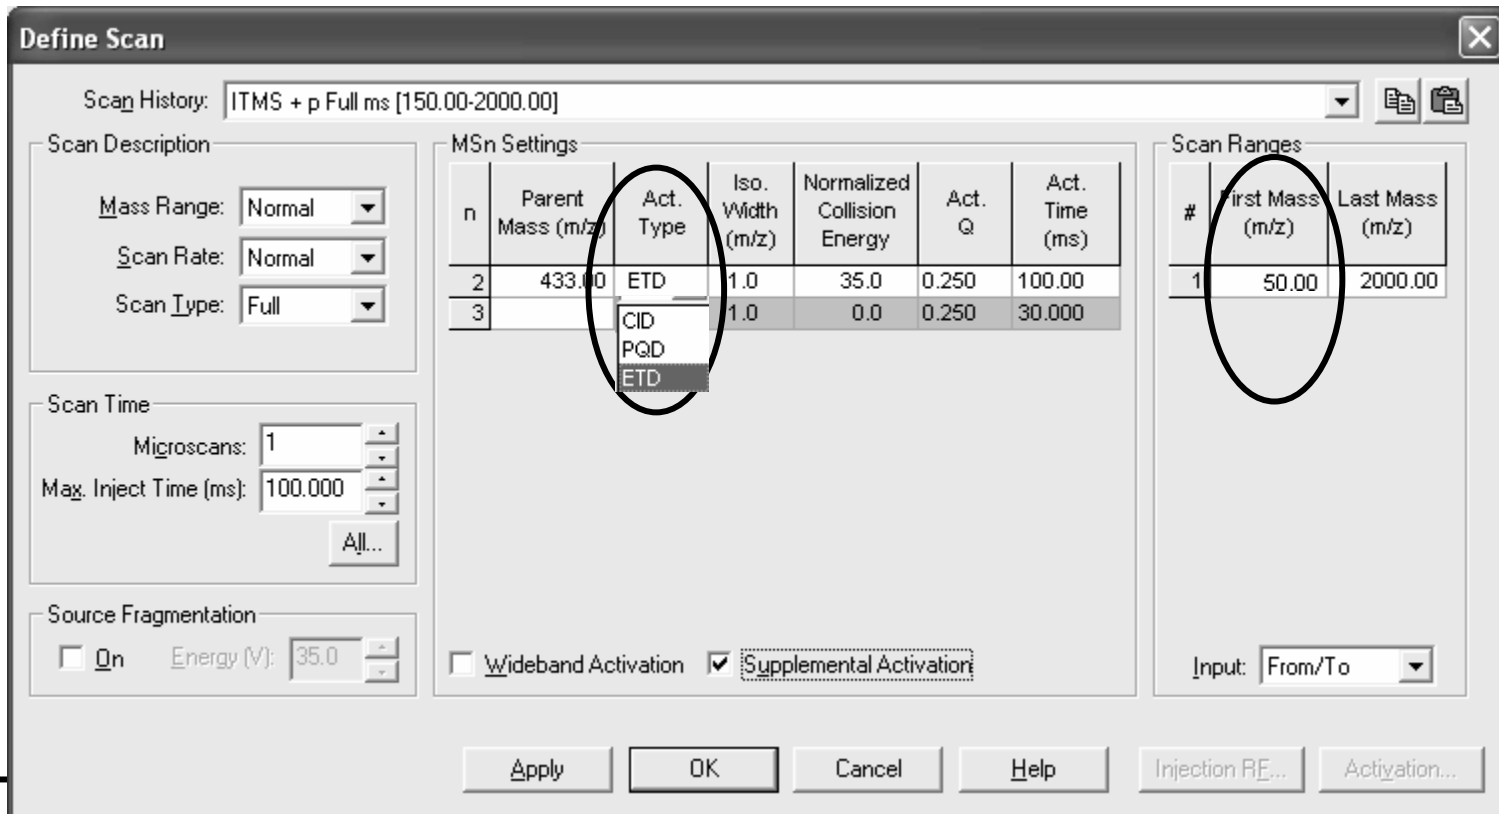 Define Scan
Scan History: ITMS + p Full ms [150.00-2000.00]
Scan Description
Mass Range: Normal
Scan Rate: Normal
Scan Type: Full
Scan Time
Microscans: 1
Max. Inject Time (ms): 100.000
All...
Source Fragmentation
On Energy (V): 35.0
MSn Settings
n Parent Mass (m/z) Act. Type Iso. Width (m/z) Normalized Collision Energy Act. Q Act. Time (ms)
2 433.00 ETD 1.0 35.0 0.250 100.00
3 1.0 0.0 0.250 30.000
CID
PQD
ETD
Wideband Activation Supplemental Activation
Scan Ranges
# First Mass (m/z) Last Mass (m/z)
1 50.00 2000.00
Input: From/To
Apply OK Cancel Help Injection RF... Activation...